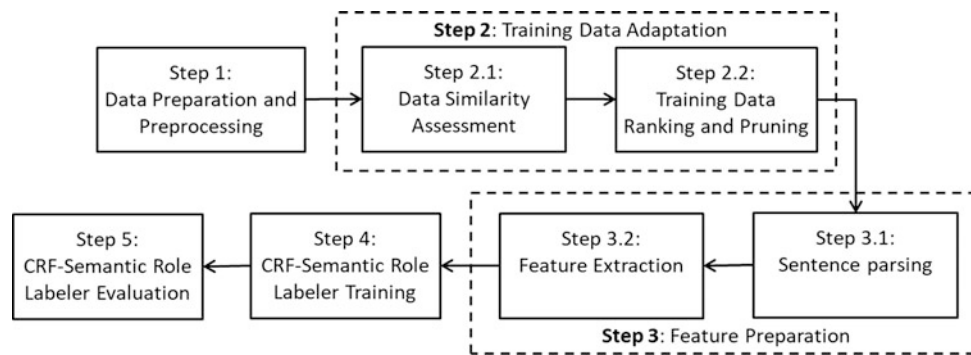 Step 2: Training Data Adaptation
Step 1:
Data Preparation and
Preprocessing
Step 2.1:
Data Similarity
Assessment
Step 2.2:
Training Data
Ranking and Pruning
Step 3.1:
Sentence parsing
Step 3.2:
Feature Extraction
Step 3: Feature Preparation
Step 4:
CRF-Semantic Role
Labeler Training
Step 5:
CRF-Semantic Role
Labeler Evaluation